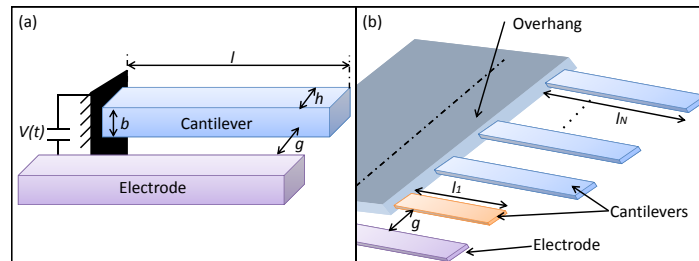 (a)
l
h
b
Cantilever
V(t)
g
Electrode
(b)
Overhang
lN
l1
Cantilevers
g
Electrode